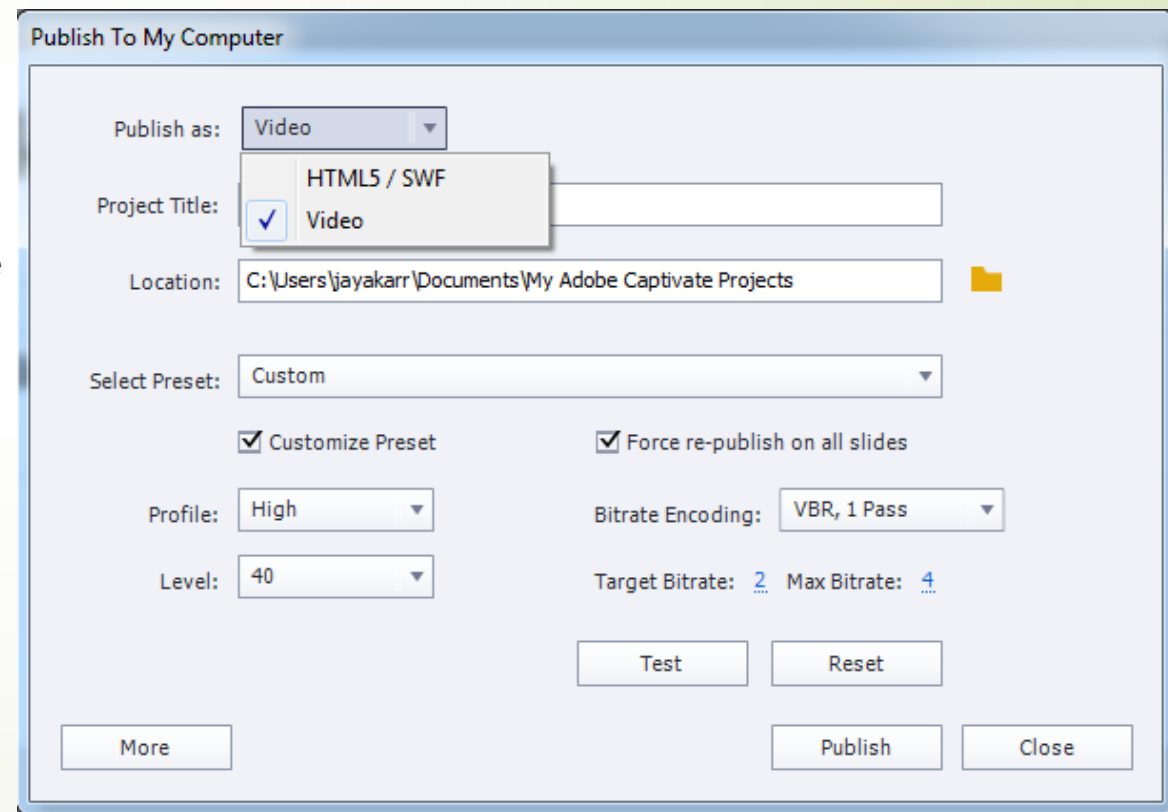 Publish To My Computer
Publish as: Video
HTML5 / SWF
Project Title:
Video
Location: C:\Users\jayakarr\Documents\My Adobe Captivate Projects
Select Preset: Custom
Customize Preset Force re-publish on all slides
Profile: High Bitrate Encoding: VBR, 1 Pass
Level: 40 Target Bitrate: 2 Max Bitrate: 4
Test Reset
More Publish Close